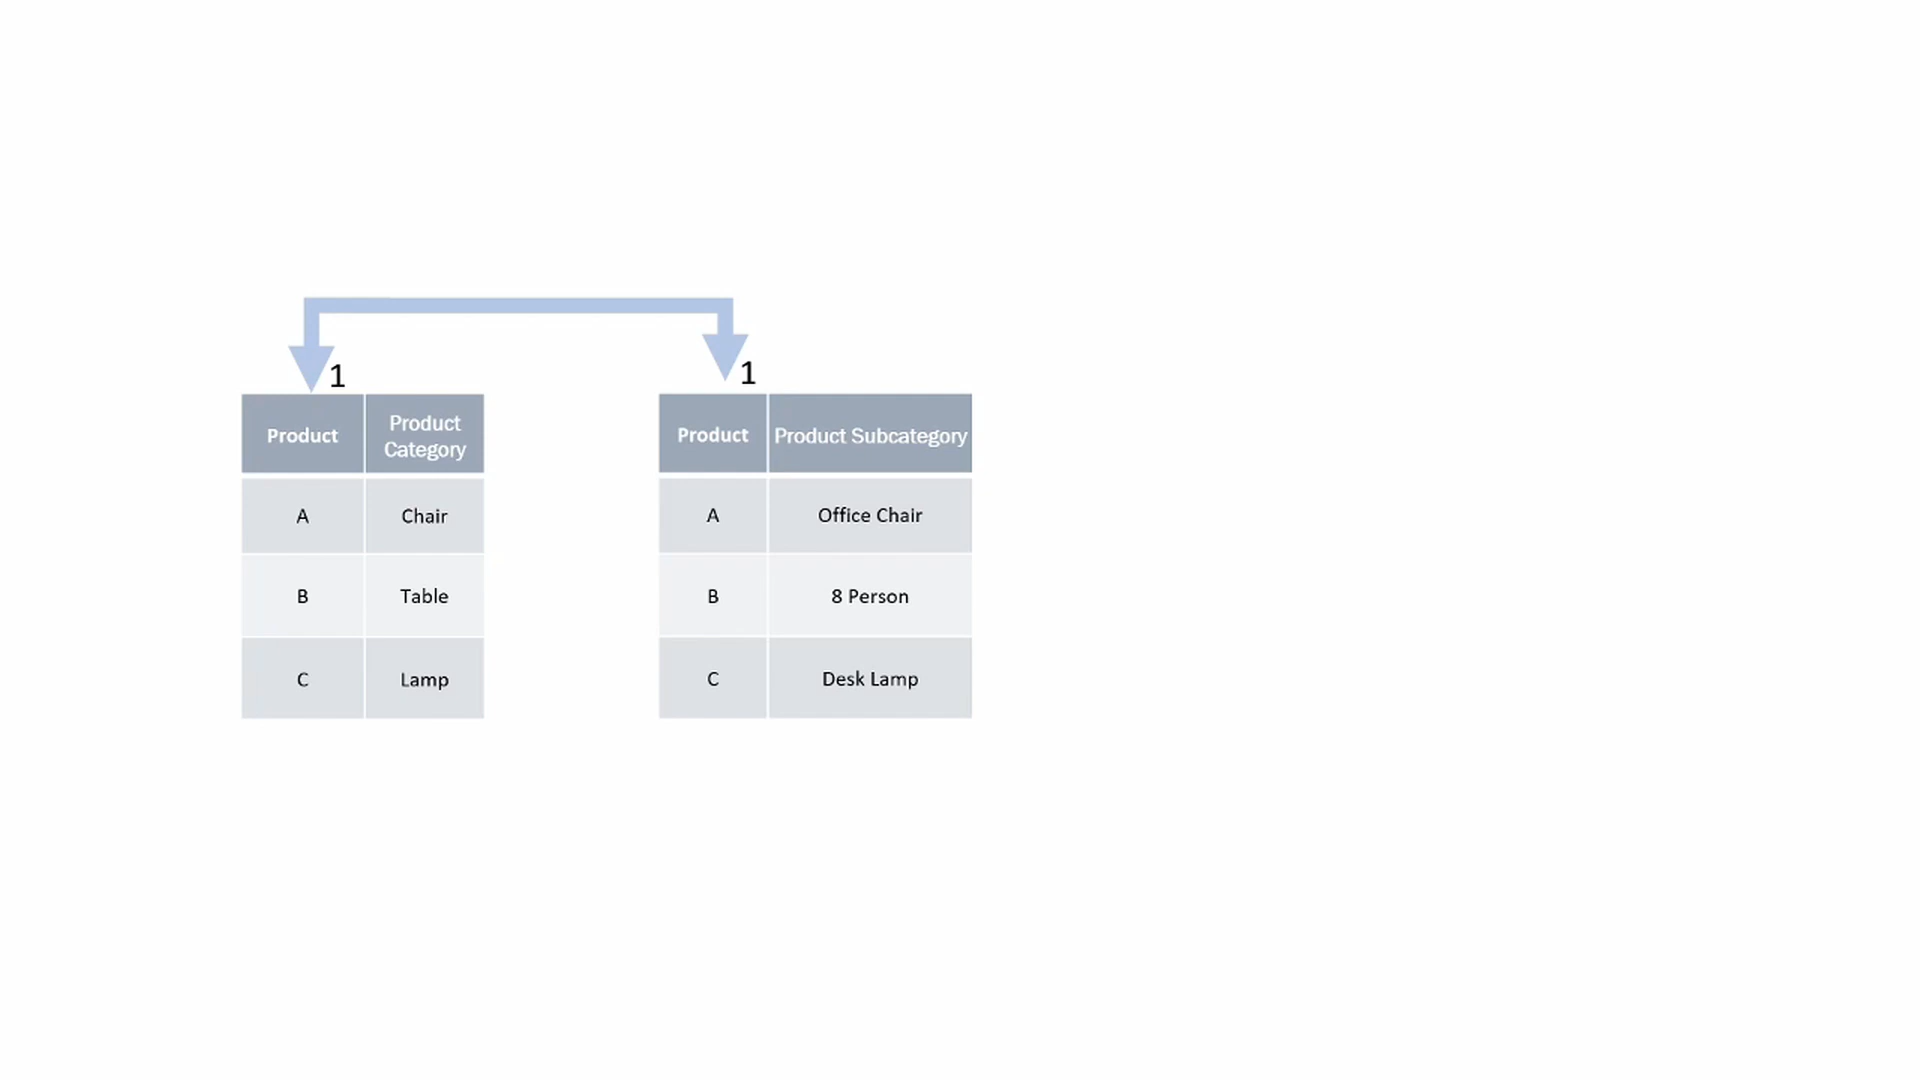 1
1
Product
Product
Category
A
Chair
B
Table
C
Lamp
Product
Product Subcategory
A
Office Chair
B
8 Person
C
Desk Lamp